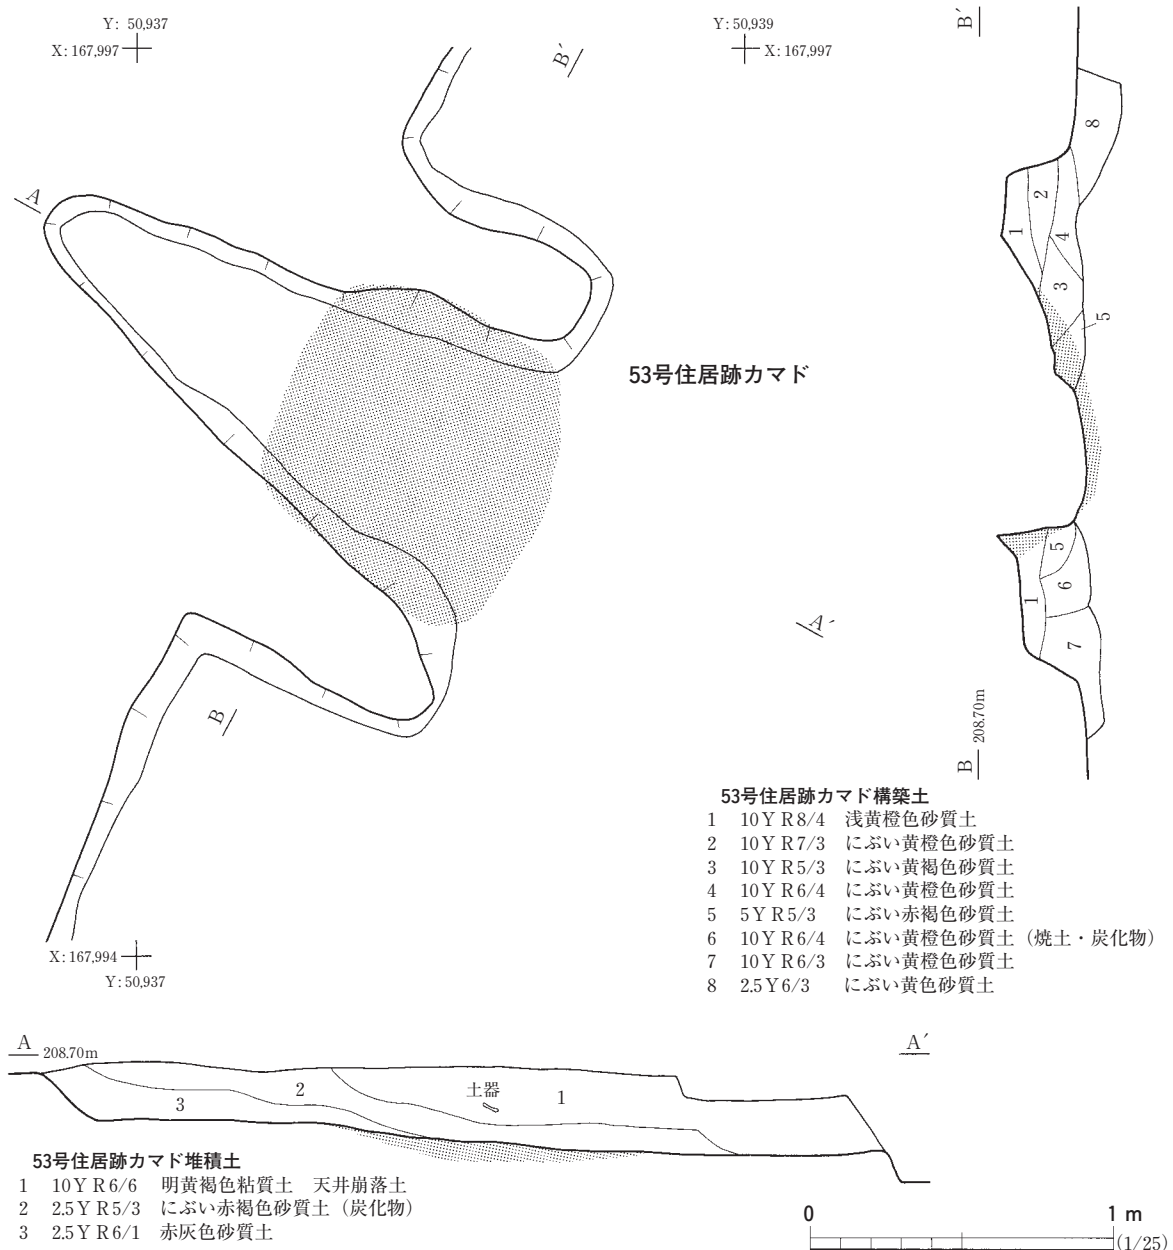 Y: 50,937
X: 167,997
B′
Y: 50,939
X: 167,997
B′
8
A
2
1
4
3
5
53号住居跡カマド
5
6
1
7
A′
B
B 208.70m
53号住居跡カマド構築土
1 10YR8/4 浅黄橙色砂質土
2 10YR7/3 にぶい黄橙色砂質土
3 10YR5/3 にぶい黄褐色砂質土
4 10YR6/4 にぶい黄橙色砂質土
5 5YR5/3 にぶい赤褐色砂質土
6 10YR6/4 にぶい黄橙色砂質土（焼土・炭化物）
7 10YR6/3 にぶい黄橙色砂質土
8 2.5Y6/3 にぶい黄色砂質土
X: 167,994
Y: 50,937
A 208.70m
A′
土器
1
2
3
53号住居跡カマド堆積土
1 10YR6/6 明黄褐色粘質土 天井崩落土
2 2.5YR5/3 にぶい赤褐色砂質土（炭化物）
3 2.5YR6/1 赤灰色砂質土
0 1 m
(1/25)